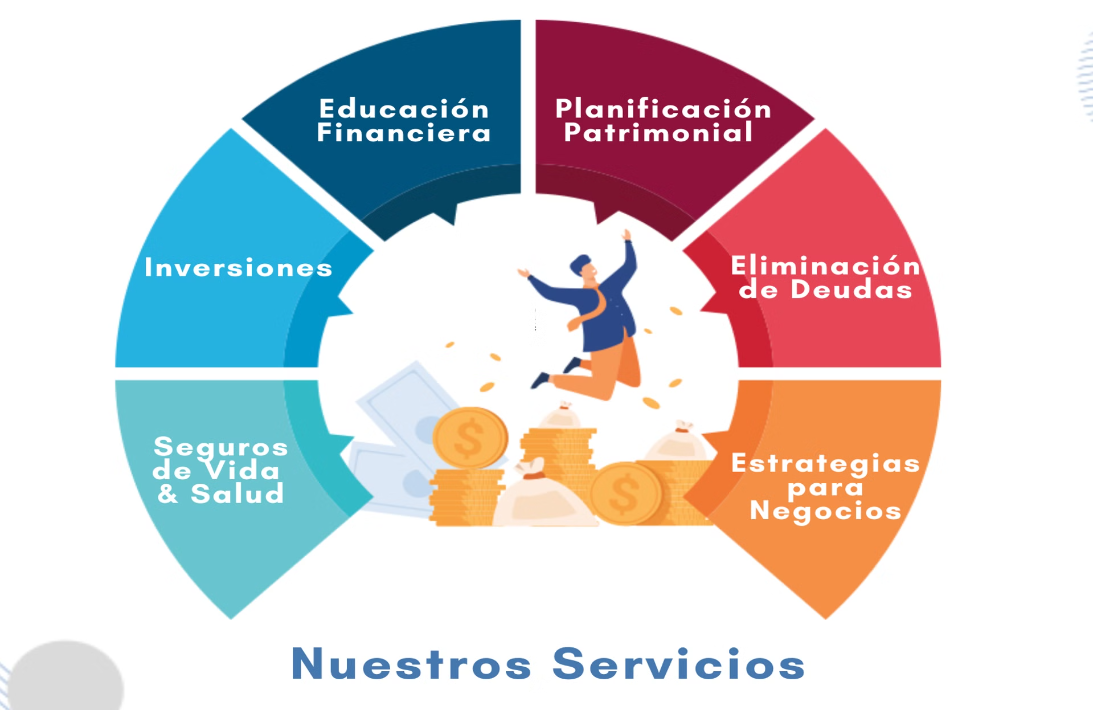 Educación
Financiera
Planificación
Patrimonial
Inversiones
Eliminación
de Deudas
Seguros
de Vida
& Salud
Estrategias
para
Negocios
$
$
Nuestros Servicios